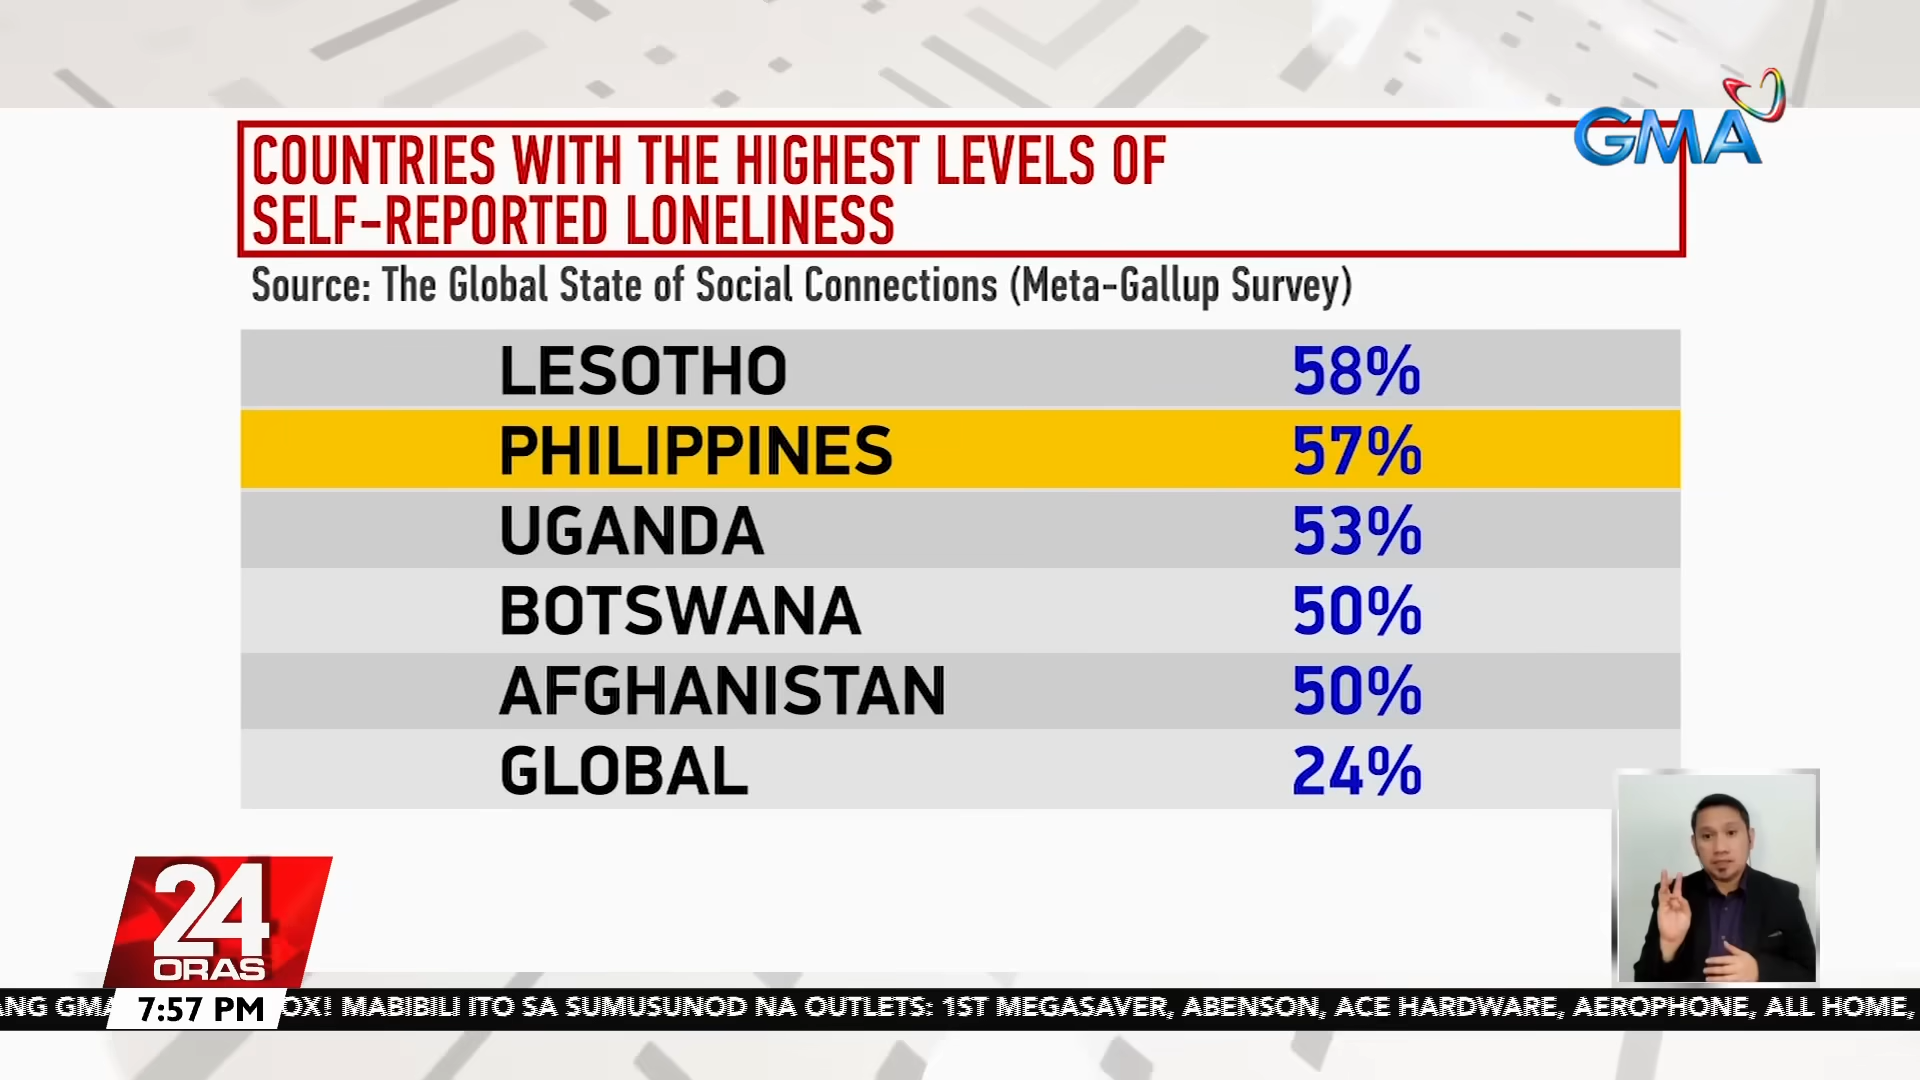 GMA
COUNTRIES WITH THE HIGHEST LEVELS OF
SELF-REPORTED LONELINESS
Source: The Global State of Social Connections (Meta-Gallup Survey)
LESOTHO 58%
PHILIPPINES 57%
UGANDA 53%
BOTSWANA 50%
AFGHANISTAN 50%
GLOBAL 24%
24
ORAS
7:57 PM
ANG GMA OX! MABIBILI ITO SA SUMUSUNOD NA OUTLETS: 1ST MEGASAVER, ABENSON, ACE HARDWARE, AEROPHONE, ALL HOME,